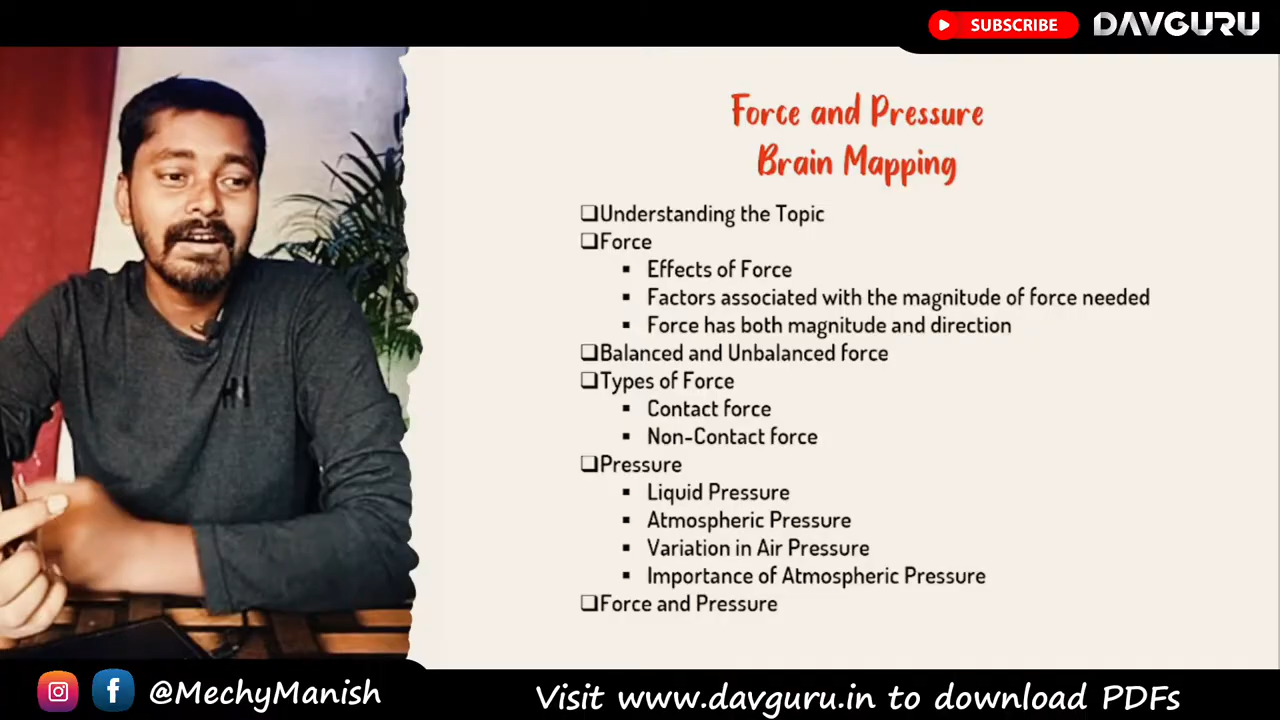 SUBSCRIBE DAVGURU
Force and Pressure
Brain Mapping
❑Understanding the Topic
❑Force
▪ Effects of Force
▪ Factors associated with the magnitude of force needed
▪ Force has both magnitude and direction
❑Balanced and Unbalanced force
❑Types of Force
▪ Contact force
▪ Non-Contact force
❑Pressure
▪ Liquid Pressure
▪ Atmospheric Pressure
▪ Variation in Air Pressure
▪ Importance of Atmospheric Pressure
❑Force and Pressure
@MechyManish
Visit www.davguru.in to download PDFs